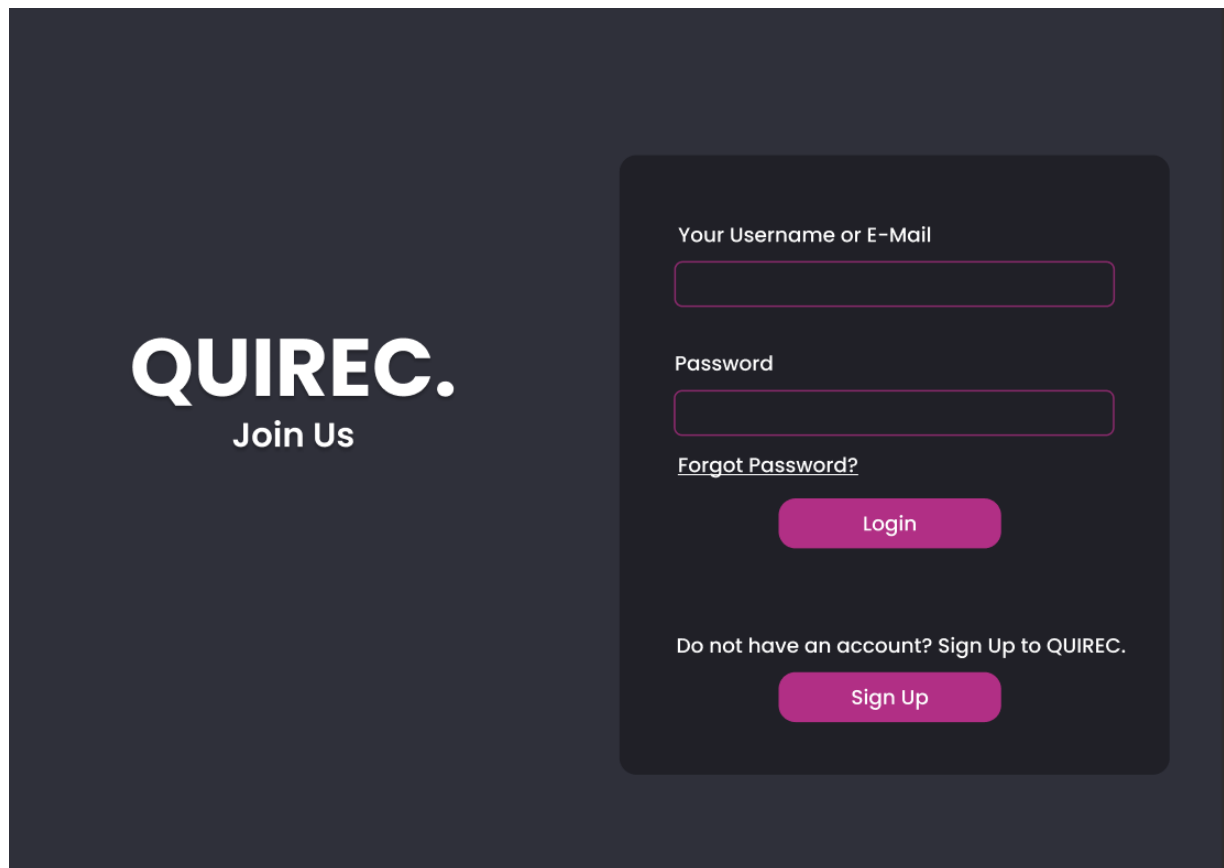 QUIREC.
Join Us
Your Username or E-Mail
Password
Forgot Password?
Login
Do not have an account? Sign Up to QUIREC.
Sign Up